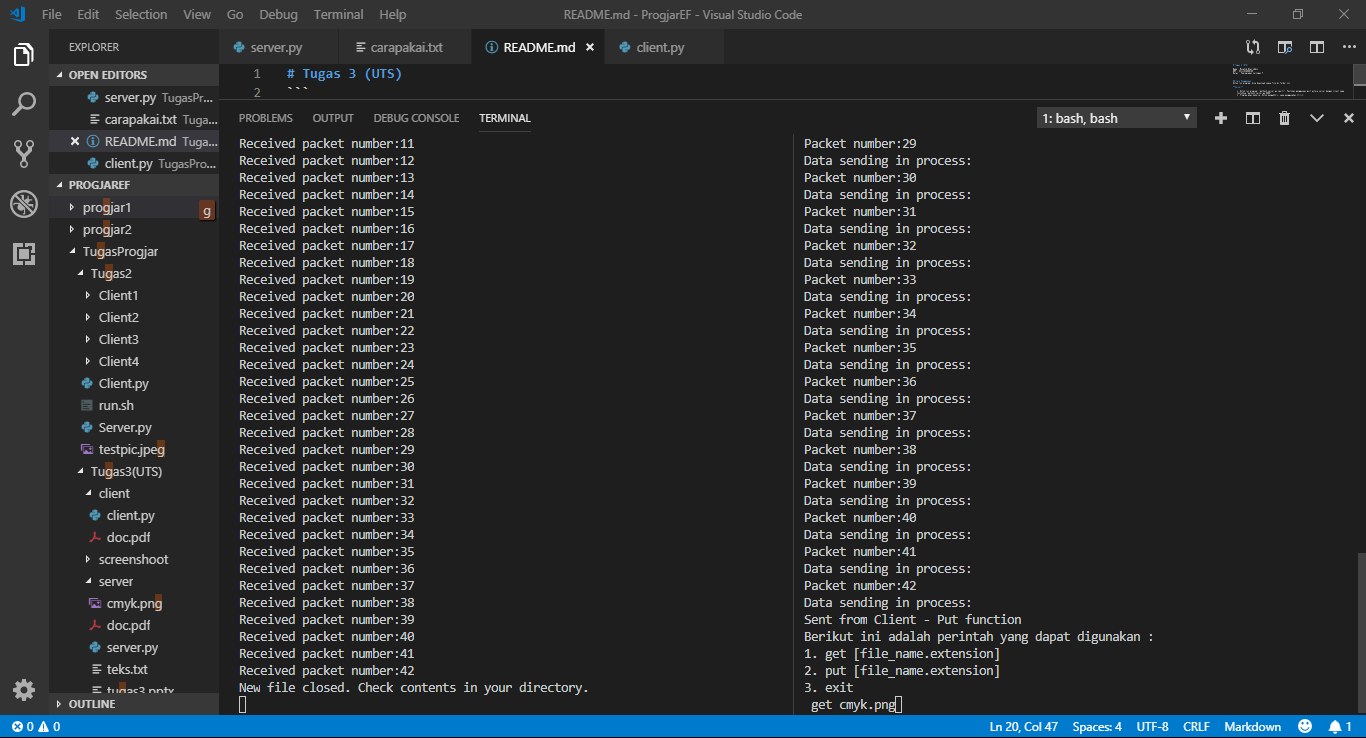 File Edit Selection View Go Debug Terminal Help README.md - ProgjarEF - Visual Studio Code
EXPLORER
OPEN EDITORS
server.py TugasPr...
carapakai.txt Tuga...
README.md Tuga...
client.py TugasPro...
PROGJAREF
progjar1
g
progjar2
TugasProgjar
Tugas2
Client1
Client2
Client3
Client4
Client.py
run.sh
Server.py
testpic.jpeg
Tugas3(UTS)
client
client.py
doc.pdf
screenshoot
server
cmyk.png
doc.pdf
server.py
teks.txt
tugas3.pptx
OUTLINE
server.py carapakai.txt README.md client.py
1 # Tugas 3 (UTS)
2 ```
PROBLEMS OUTPUT DEBUG CONSOLE TERMINAL 1: bash, bash
Received packet number:11
Received packet number:12
Received packet number:13
Received packet number:14
Received packet number:15
Received packet number:16
Received packet number:17
Received packet number:18
Received packet number:19
Received packet number:20
Received packet number:21
Received packet number:22
Received packet number:23
Received packet number:24
Received packet number:25
Received packet number:26
Received packet number:27
Received packet number:28
Received packet number:29
Received packet number:30
Received packet number:31
Received packet number:32
Received packet number:33
Received packet number:34
Received packet number:35
Received packet number:36
Received packet number:37
Received packet number:38
Received packet number:39
Received packet number:40
Received packet number:41
Received packet number:42
New file closed. Check contents in your directory.
Packet number:29
Data sending in process:
Packet number:30
Data sending in process:
Packet number:31
Data sending in process:
Packet number:32
Data sending in process:
Packet number:33
Data sending in process:
Packet number:34
Data sending in process:
Packet number:35
Data sending in process:
Packet number:36
Data sending in process:
Packet number:37
Data sending in process:
Packet number:38
Data sending in process:
Packet number:39
Data sending in process:
Packet number:40
Data sending in process:
Packet number:41
Data sending in process:
Packet number:42
Data sending in process:
Sent from Client - Put function
Berikut ini adalah perintah yang dapat digunakan :
1. get [file_name.extension]
2. put [file_name.extension]
3. exit
get cmyk.png
0 0 Ln 20, Col 47 Spaces: 4 UTF-8 CRLF Markdown 1